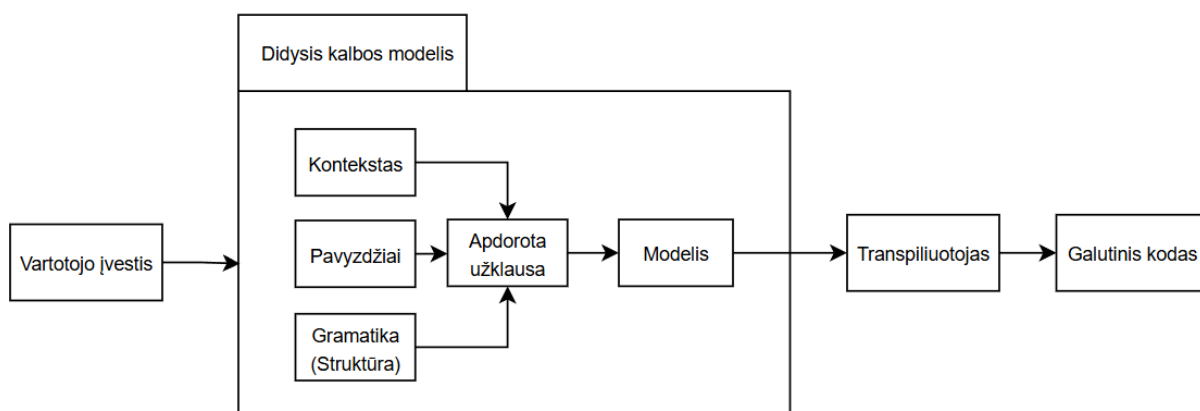 Didysis kalbos modelis
Kontekstas
Vartotojo įvestis
Pavyzdžiai
Apdorota
užklausa
Modelis
Transpiliuotojas
Galutinis kodas
Gramatika
(Struktūra)